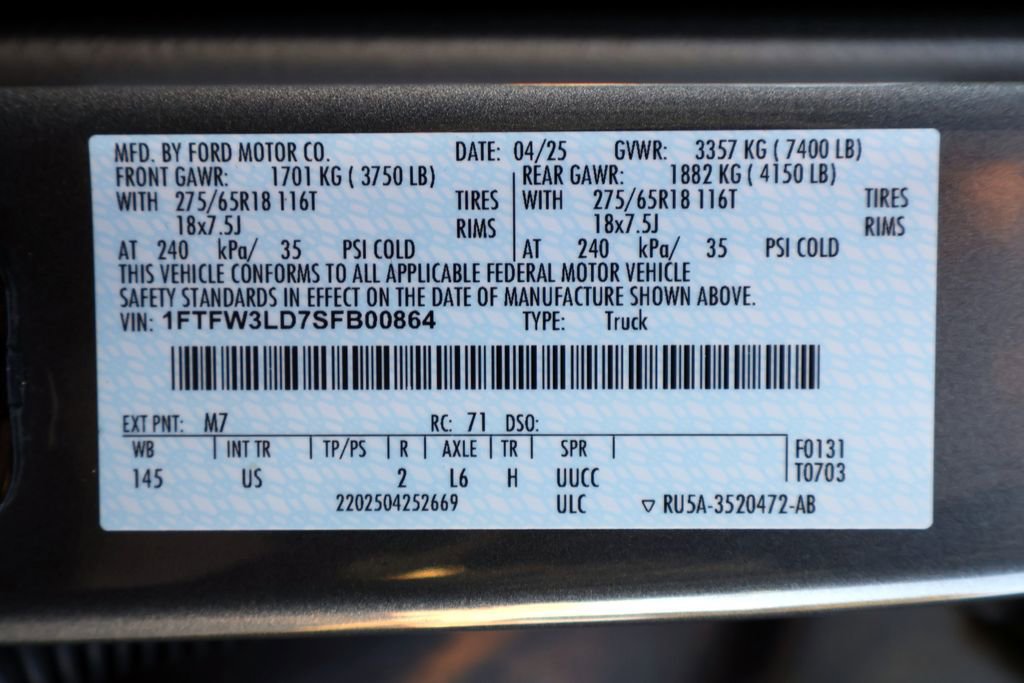 MFD. BY FORD MOTOR CO. DATE: 04/25 GVWR: 3357 KG ( 7400 LB)
FRONT GAWR: 1701 KG ( 3750 LB) REAR GAWR: 1882 KG ( 4150 LB)
WITH 275/65R18 116T TIRES WITH 275/65R18 116T TIRES
18x7.5J RIMS 18x7.5J RIMS
AT 240 kPa/ 35 PSI COLD AT 240 kPa/ 35 PSI COLD
THIS VEHICLE CONFORMS TO ALL APPLICABLE FEDERAL MOTOR VEHICLE
SAFETY STANDARDS IN EFFECT ON THE DATE OF MANUFACTURE SHOWN ABOVE.
VIN: 1FTFW3LD7SFB00864 TYPE: Truck
EXT PNT: M7 RC: 71 DSO:
WB | INT TR | TP/PS | R | AXLE | TR | SPR | F0131
145 US 2 L6 H UUCC T0703
2202504252669 ULC ▽ RU5A-3520472-AB